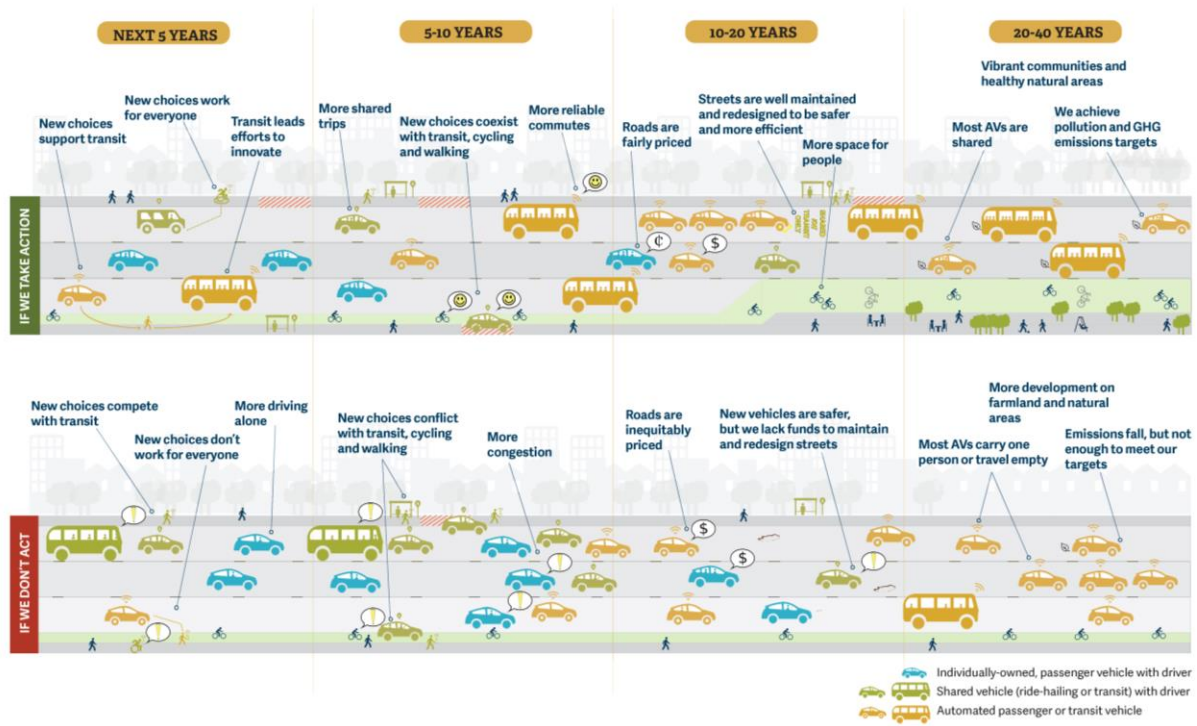 NEXT 5 YEARS
5-10 YEARS
10-20 YEARS
20-40 YEARS
IF WE TAKE ACTION
New choices
support transit
New choices work
for everyone
Transit leads
efforts to
innovate
More shared
trips
New choices coexist
with transit, cycling
and walking
More reliable
commutes
Roads are
fairly priced
Streets are well maintained
and redesigned to be safer
and more efficient
More space for
people
Vibrant communities and
healthy natural areas
Most AVs are
shared
We achieve
pollution and GHG
emissions targets
¢
$
IF WE DON'T ACT
New choices compete
with transit
New choices don't
work for everyone
More driving
alone
New choices conflict
with transit, cycling
and walking
More
congestion
Roads are
inequitably
priced
New vehicles are safer,
but we lack funds to maintain
and redesign streets
More development on
farmland and natural
areas
Most AVs carry one
person or travel empty
Emissions fall, but not
enough to meet our
targets
!
!
!
!
!
!
$
$
!
Individually-owned, passenger vehicle with driver
Shared vehicle (ride-hailing or transit) with driver
Automated passenger or transit vehicle